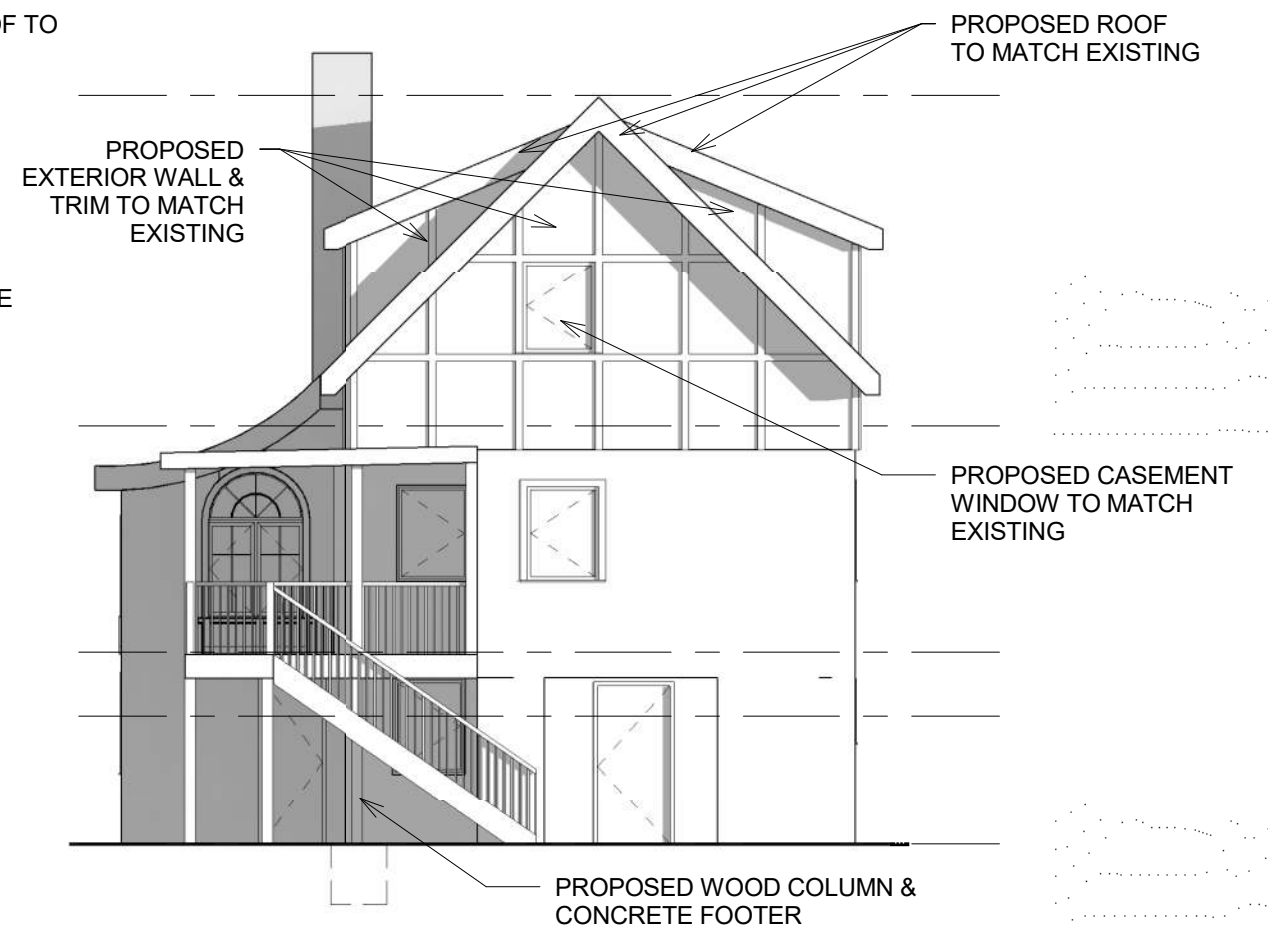 OF TO
PROPOSED ROOF
TO MATCH EXISTING
PROPOSED
EXTERIOR WALL &
TRIM TO MATCH
EXISTING
E
PROPOSED CASEMENT
WINDOW TO MATCH
EXISTING
PROPOSED WOOD COLUMN &
CONCRETE FOOTER